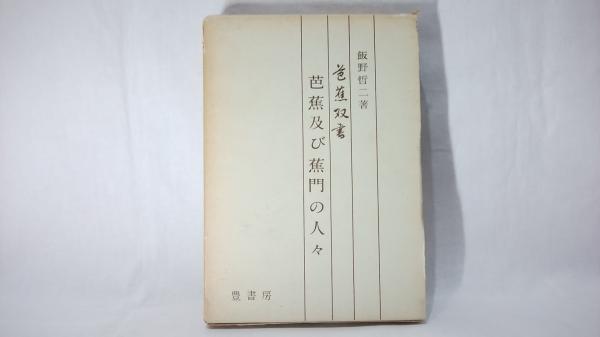 飯野哲二著
芭蕉双書
芭蕉及び蕉門の人々
豊書房